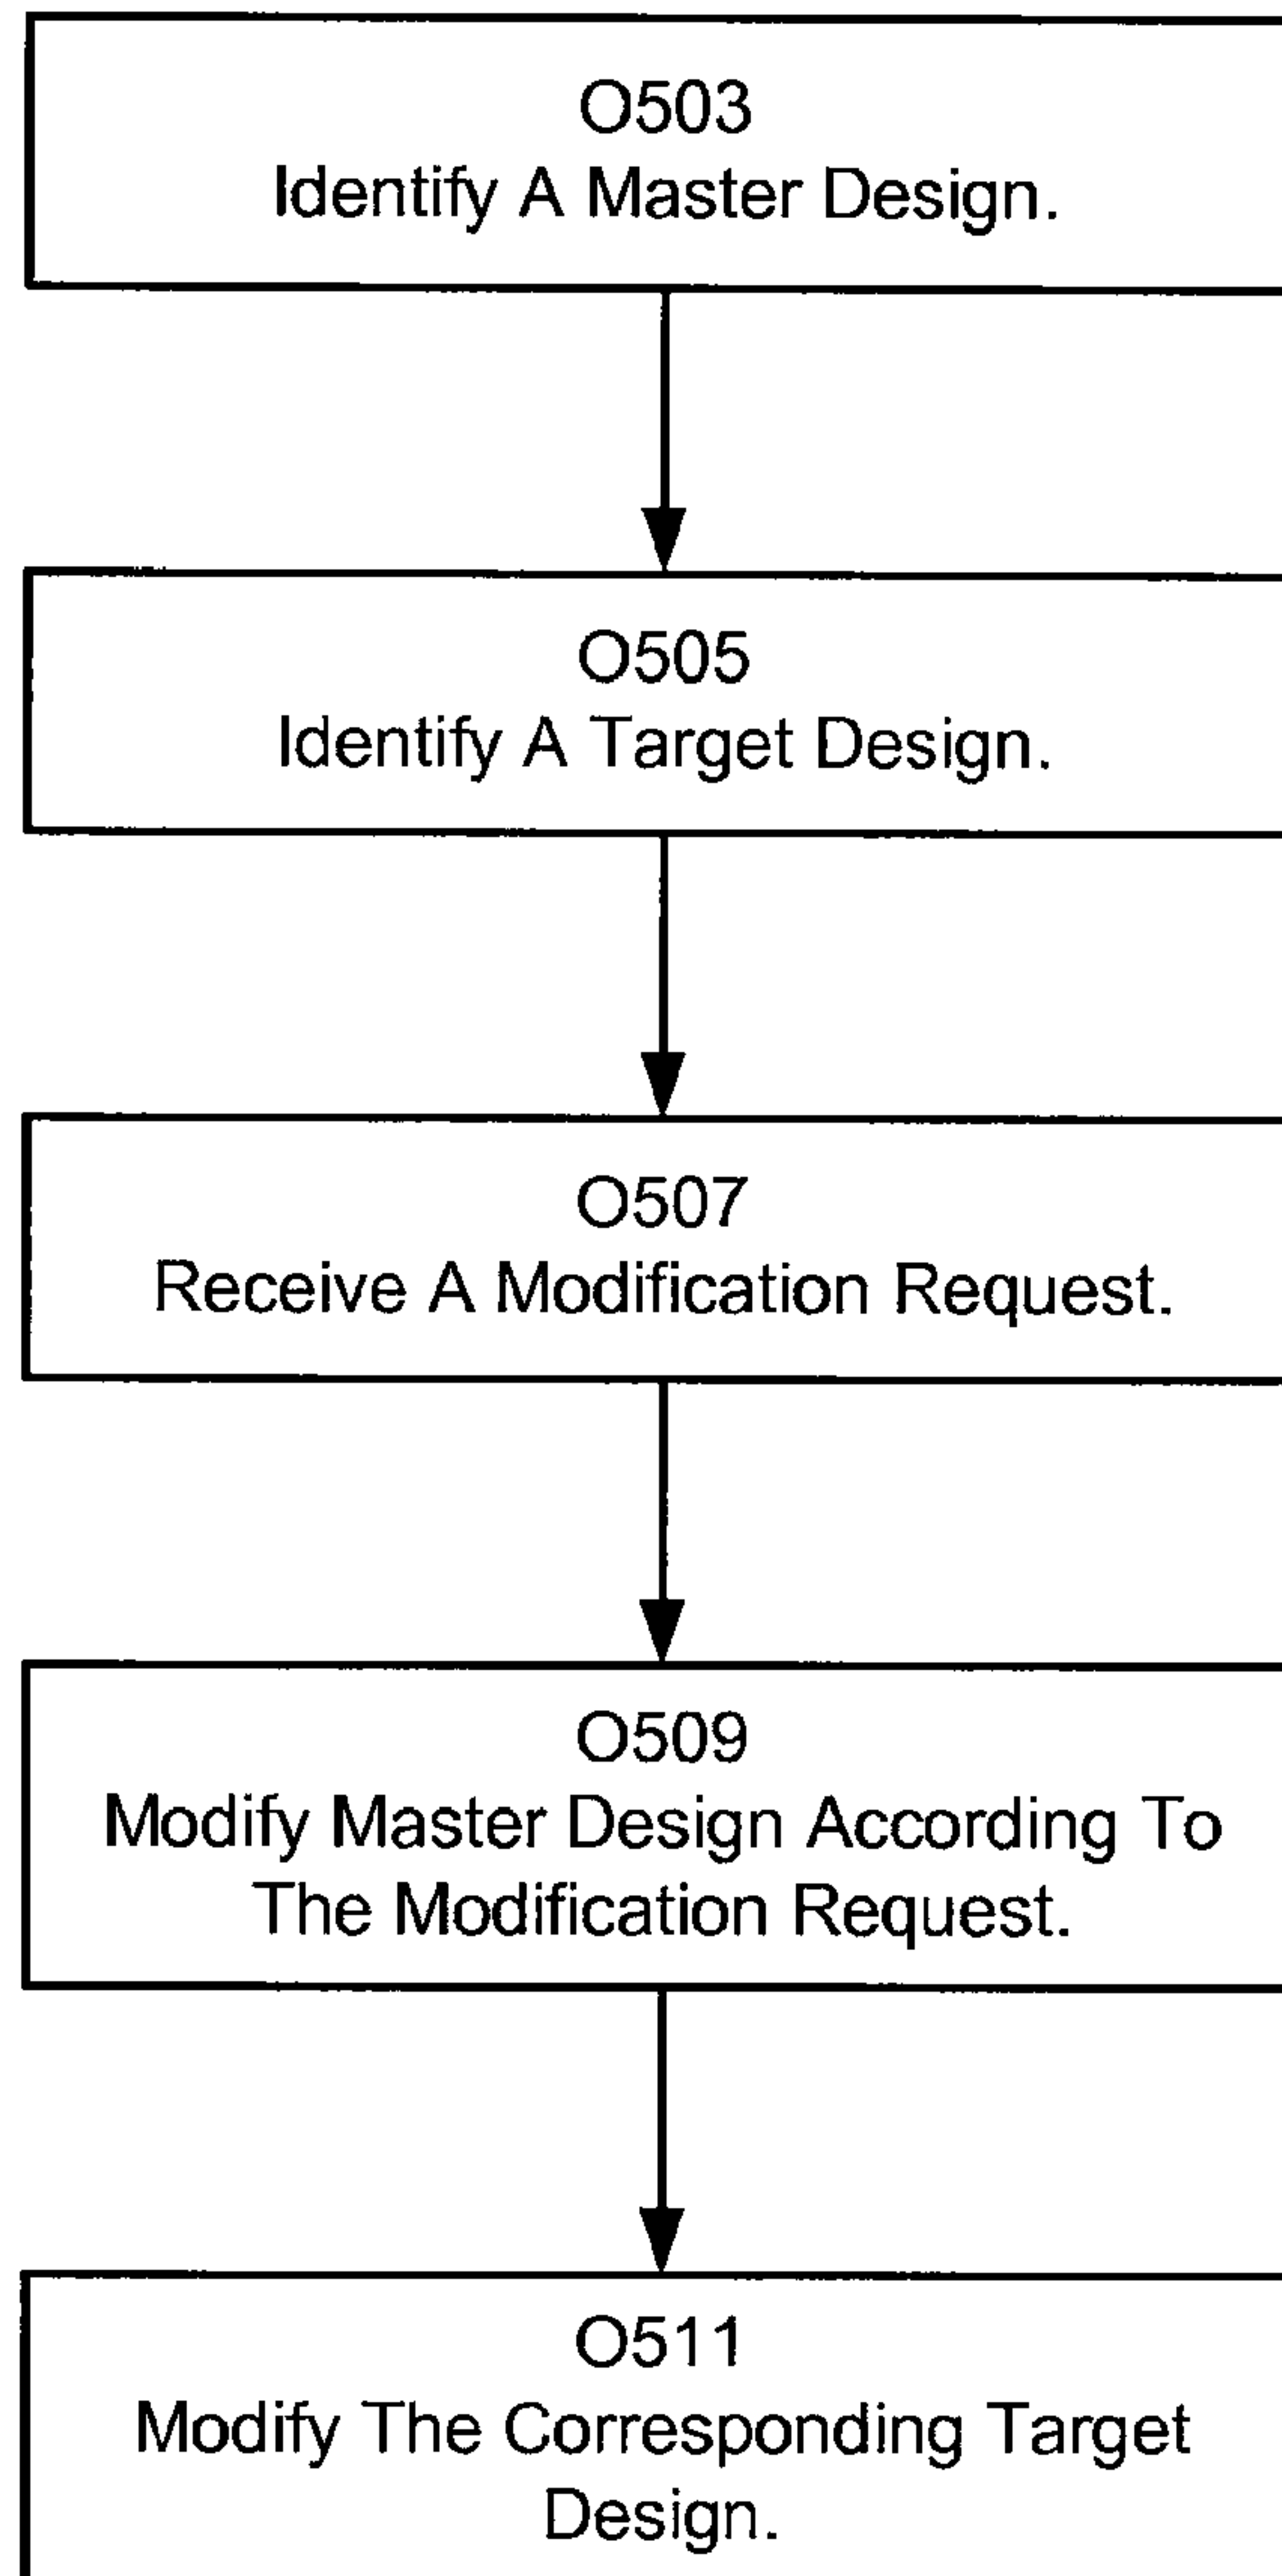 O503
Identify A Master Design.
O505
Identify A Target Design.
O507
Receive A Modification Request.
O509
Modify Master Design According To
The Modification Request.
O511
Modify The Corresponding Target
Design.